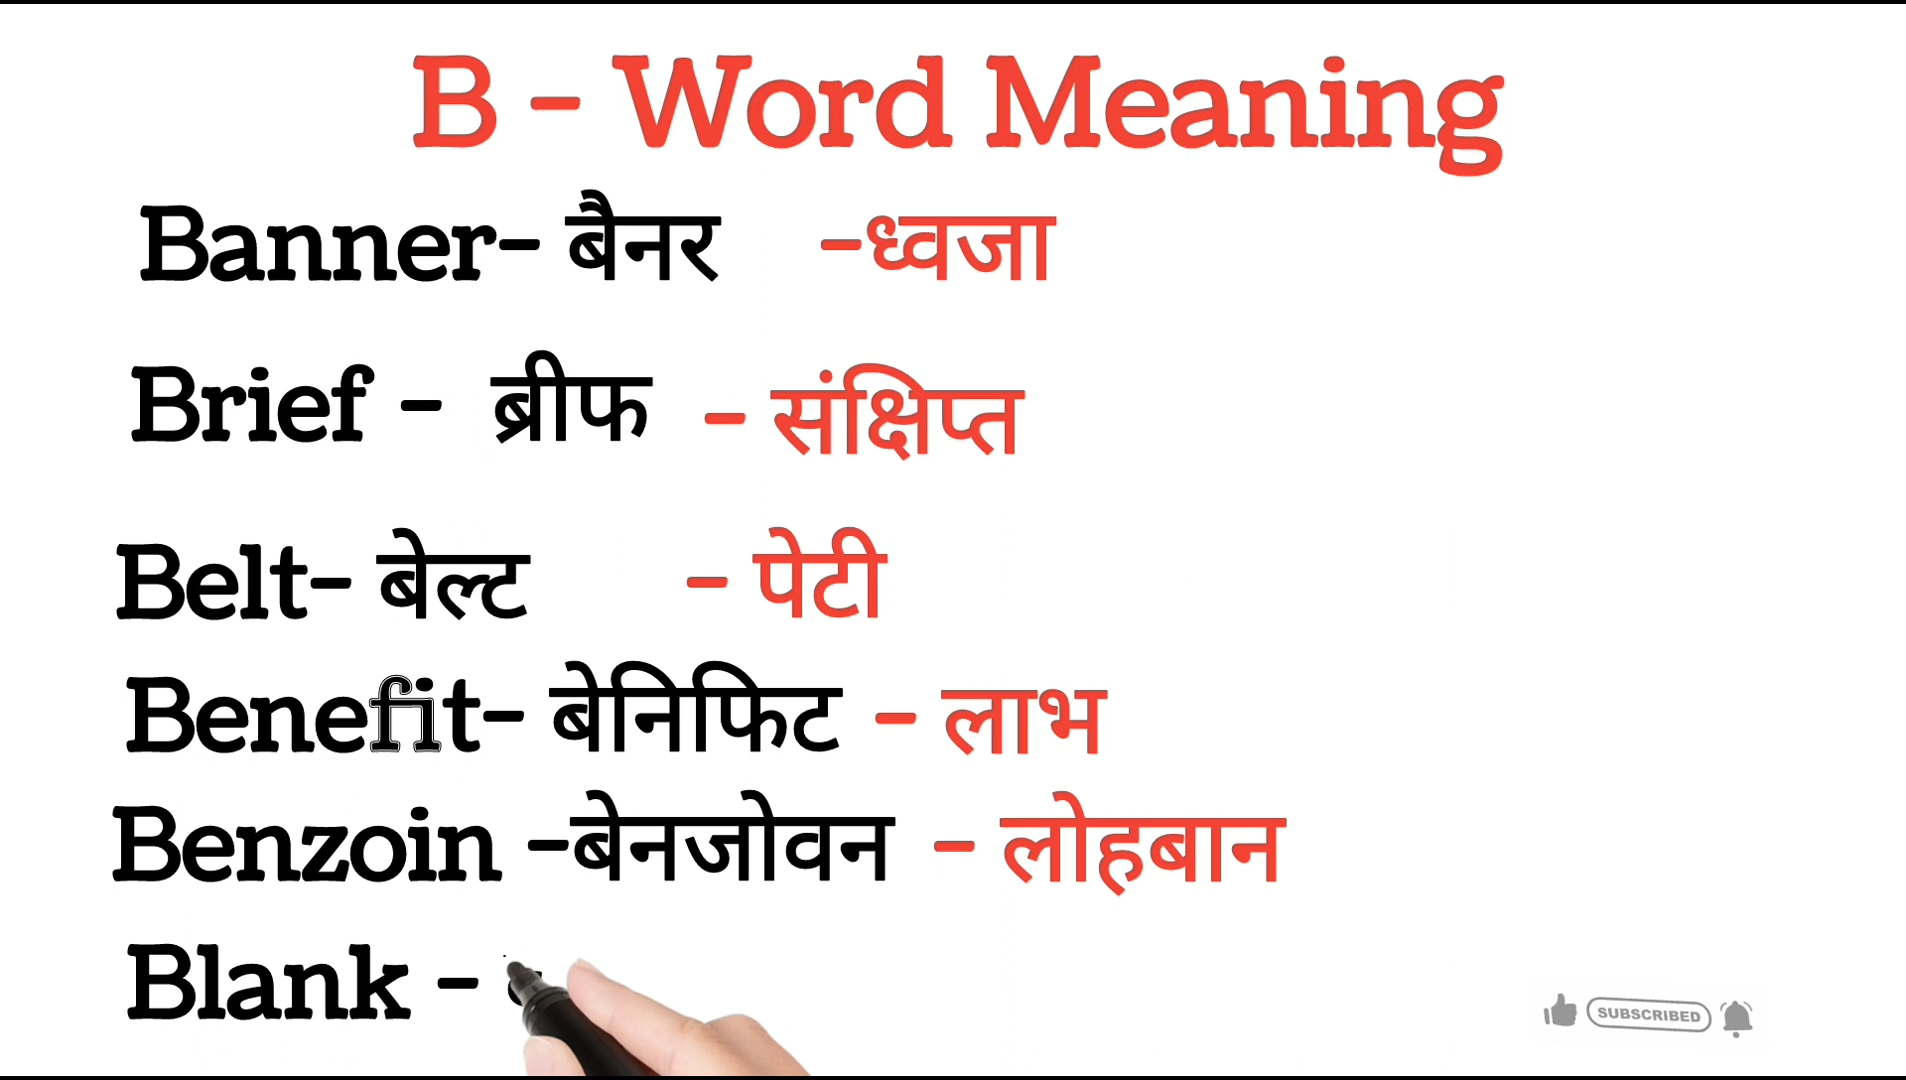 B - Word Meaning
Banner- बैनर -ध्वजा
Brief - ब्रीफ - संक्षिप्त
Belt- बेल्ट - पेटी
Benefit- बेनिफिट - लाभ
Benzoin -बेनजोवन - लोहबान
Blank -
SUBSCRIBED